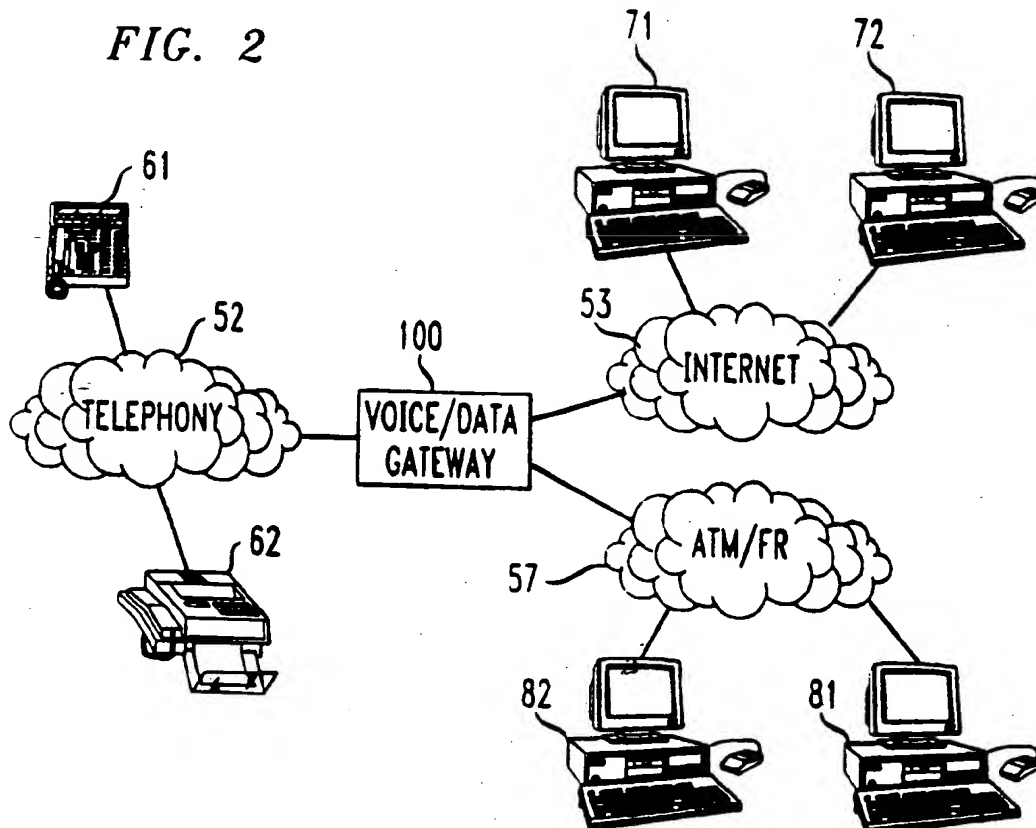 FIG. 2
71
72
61
52
53
100
INTERNET
TELEPHONY
VOICE/DATA
GATEWAY
62
ATM/FR
57
82
81